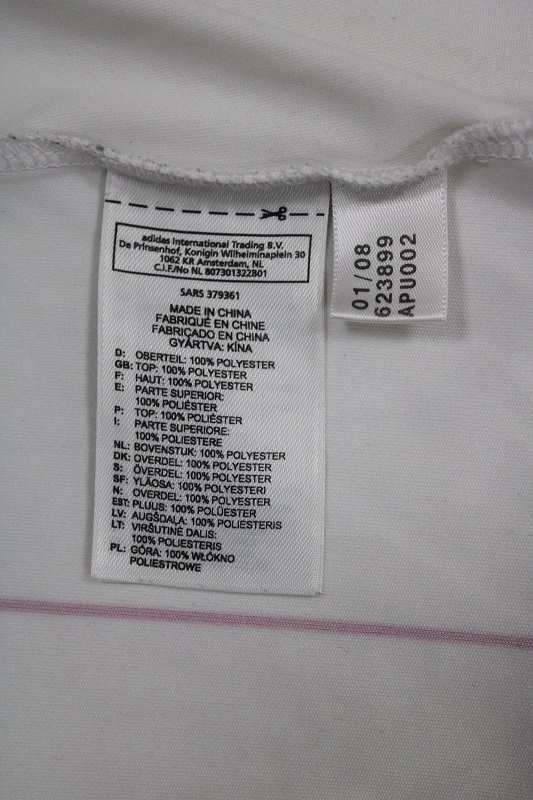 adidas International Trading B.V.
De Prinsenhof, Konigin Wilhelminaplein 30
1062 KR Amsterdam, NL
C.I.F./No NL 807301322B01
SARS 379361
MADE IN CHINA
FABRIQUÉ EN CHINE
FABRICADO EN CHINA
GYÁRTVA: KÍNA
D: OBERTEIL: 100% POLYESTER
GB: TOP: 100% POLYESTER
F: HAUT: 100% POLYESTER
E: PARTE SUPERIOR:
100% POLIÉSTER
P: TOP: 100% POLIÉSTER
I: PARTE SUPERIORE:
100% POLIESTERE
NL: BOVENSTUK: 100% POLYESTER
DK: OVERDEL: 100% POLYESTER
S: ÖVERDEL: 100% POLYESTER
SF: YLÄOSA: 100% POLYESTERI
N: OVERDEL: 100% POLYESTER
EST: PLUUS: 100% POLÜESTER
LV: AUGŠDAĻA: 100% POLIESTERIS
LT: VIRŠUTINĖ DALIS:
100% POLIESTERIS
PL: GÓRA: 100% WŁÓKNO
POLIESTROWE
01/08
623899
APU002